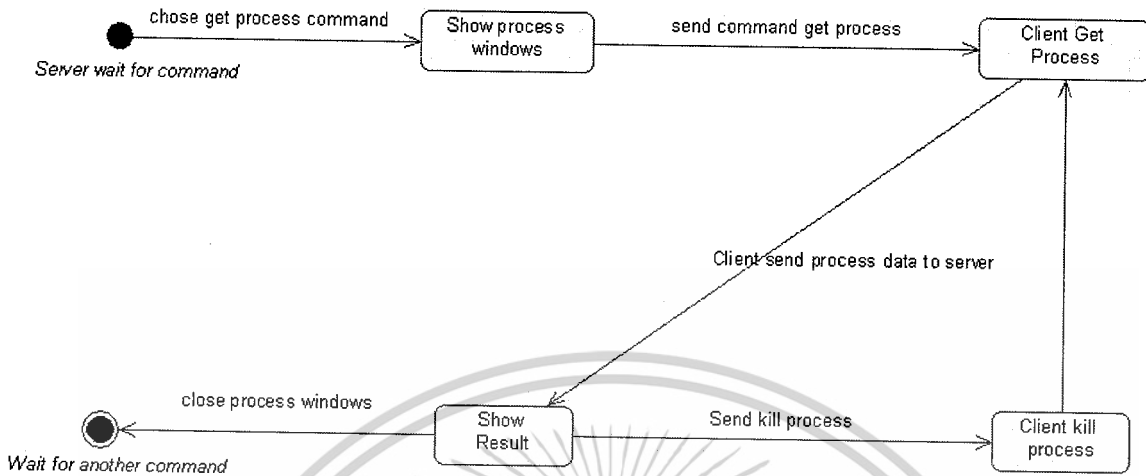 chose get process command
Show process
windows
send command get process
Client Get
Process
Server wait for command
Client send process data to server
close process windows
Show
Result
Send kill process
Client kill
process
Wait for another command